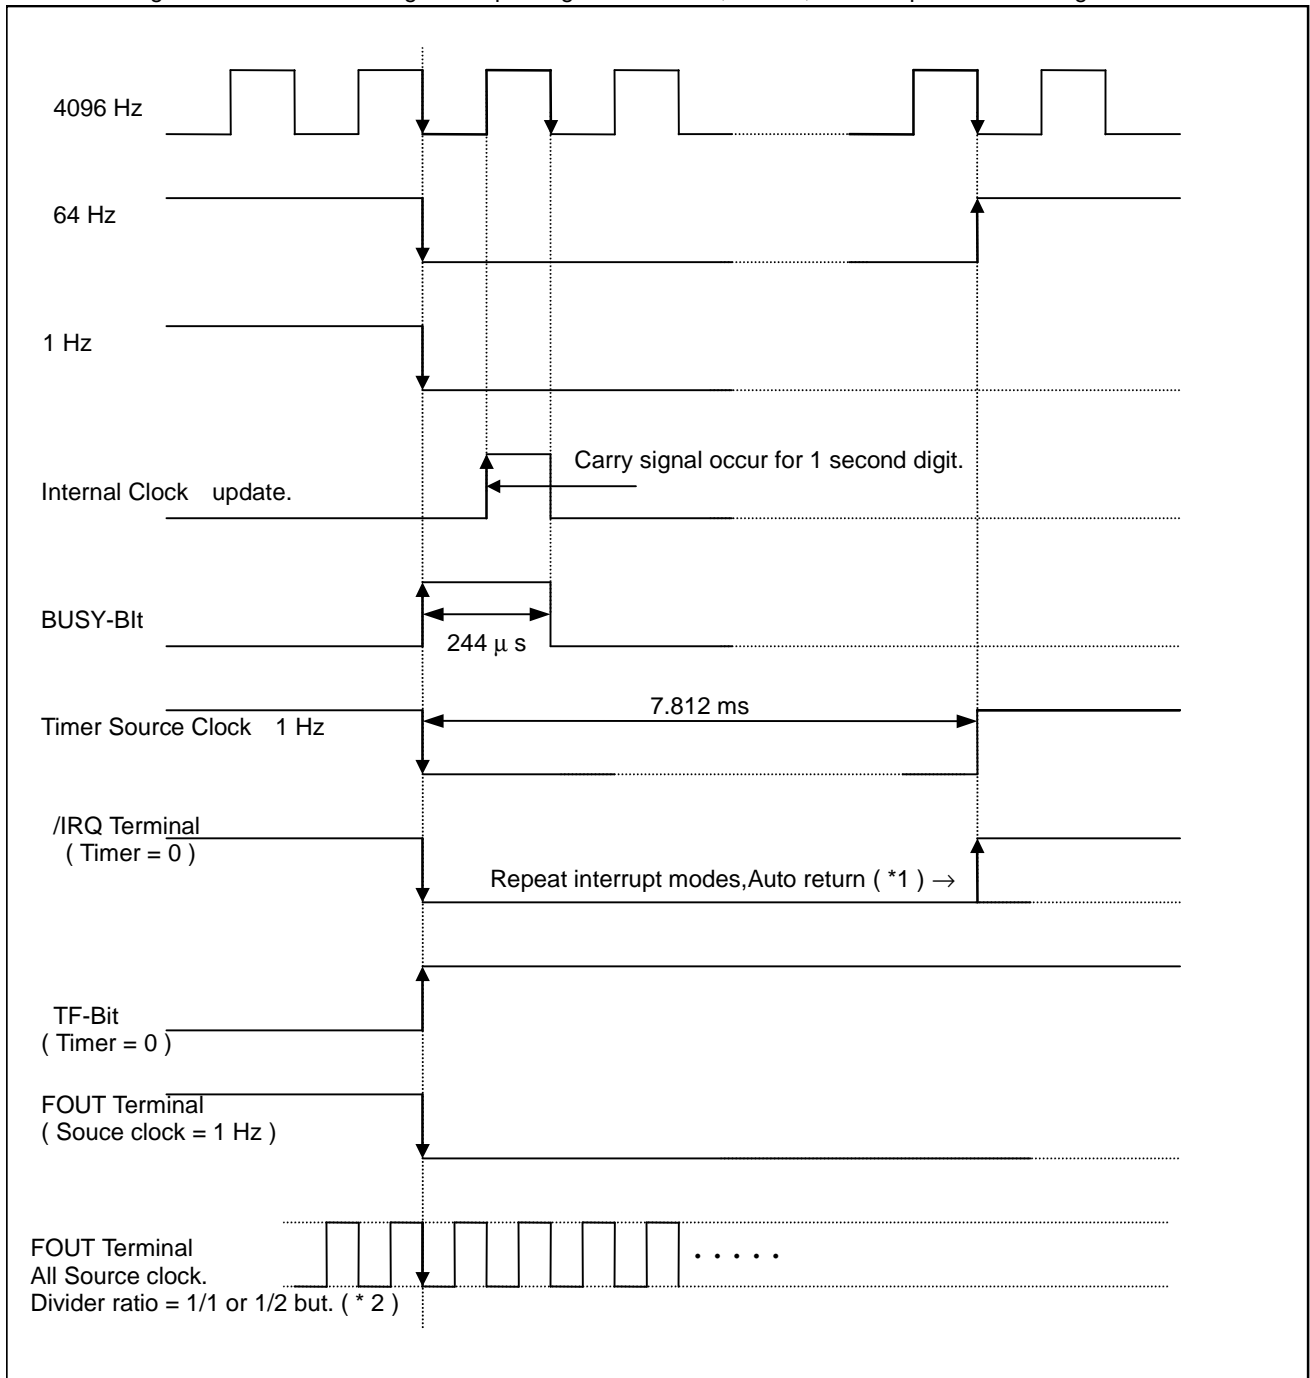 4096 Hz
64 Hz
1 Hz
Carry signal occur for 1 second digit.
Internal Clock update.
BUSY-BIt
244 μ s
7.812 ms
Timer Source Clock 1 Hz
/IRQ Terminal
( Timer = 0 )
Repeat interrupt modes,Auto return ( *1 ) →
TF-Bit
( Timer = 0 )
FOUT Terminal
( Souce clock = 1 Hz )
FOUT Terminal
All Source clock.
Divider ratio = 1/1 or 1/2 but. ( * 2 )